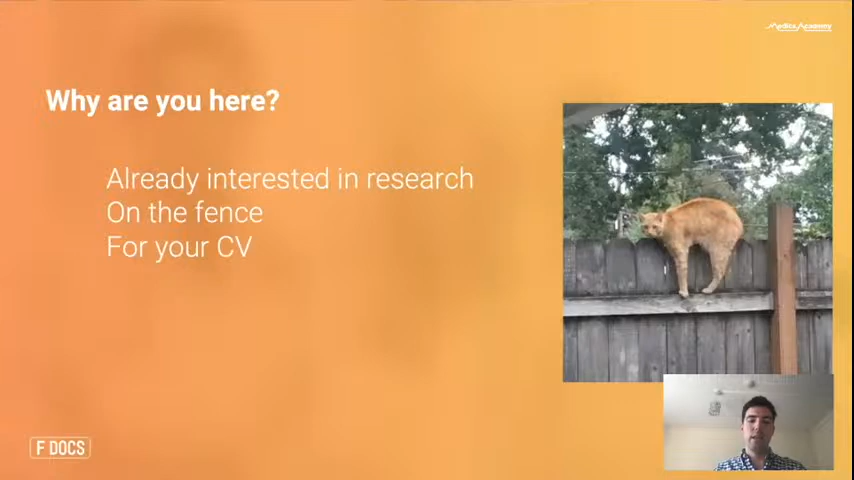 Medics.Academy
Why are you here?
Already interested in research
On the fence
For your CV
F DOCS